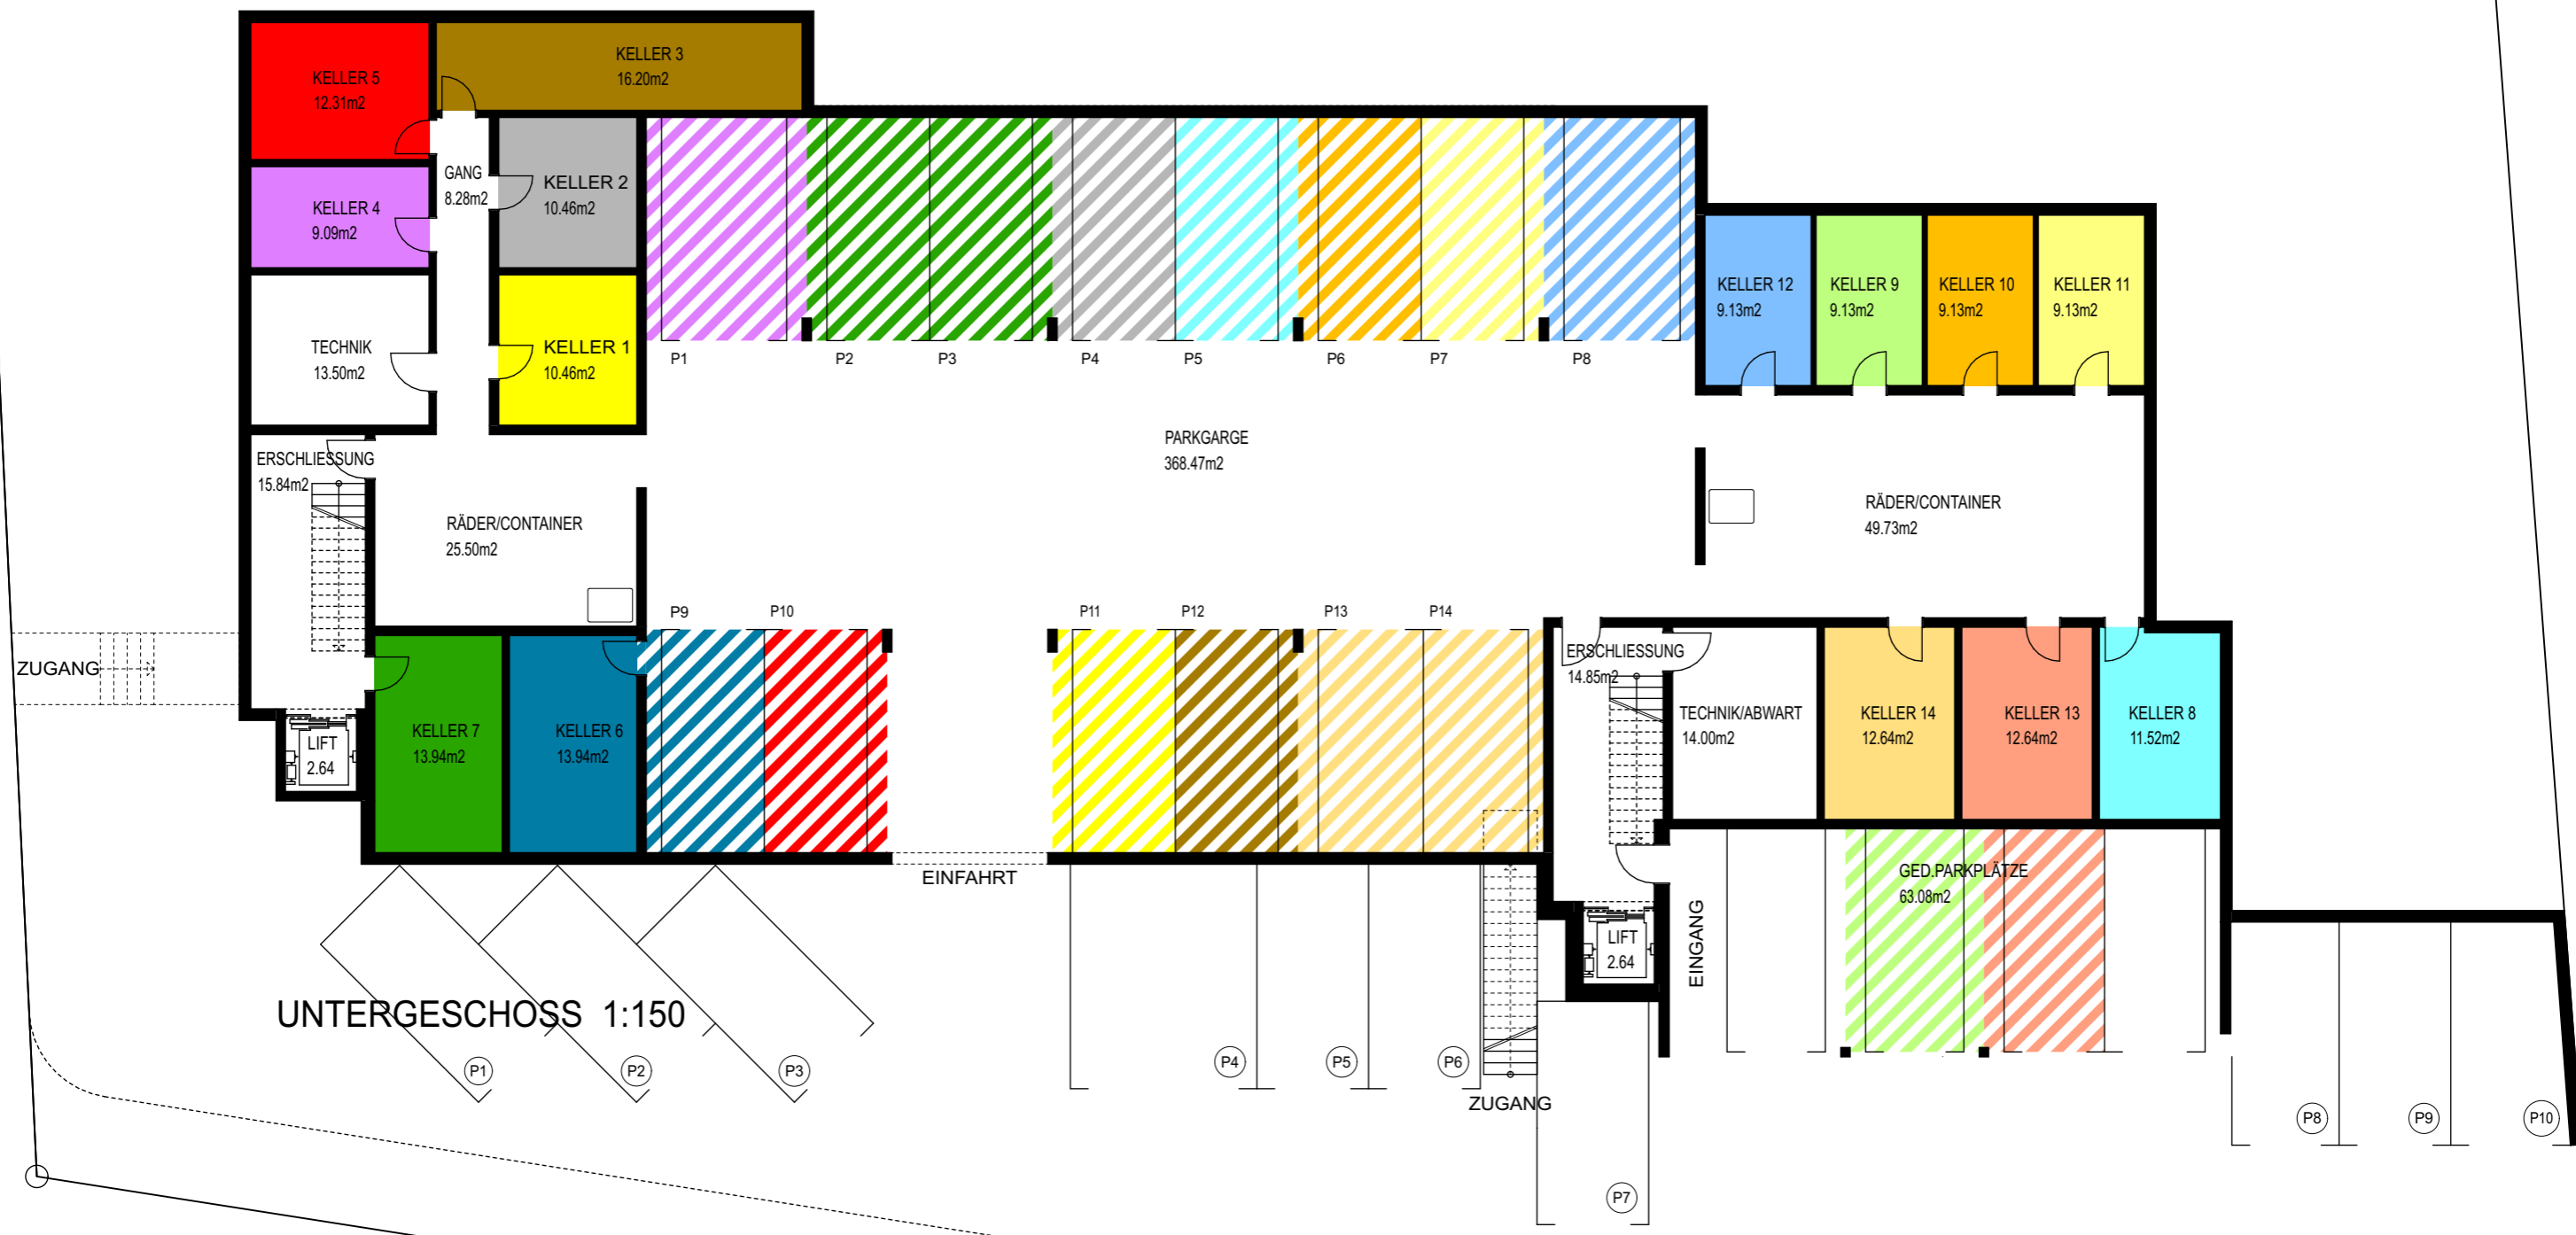 KELLER 5
12.31m2
KELLER 3
16.20m2
KELLER 4
9.09m2
GANG
8.28m2
KELLER 2
10.46m2
TECHNIK
13.50m2
KELLER 1
10.46m2
P1
P2
P3
P4
P5
P6
P7
P8
KELLER 12
9.13m2
KELLER 9
9.13m2
KELLER 10
9.13m2
KELLER 11
9.13m2
ERSCHLIESSUNG
15.84m2
PARKGARGE
368.47m2
RÄDER/CONTAINER
25.50m2
RÄDER/CONTAINER
49.73m2
P9
P10
P11
P12
P13
P14
ZUGANG
ERSCHLIESSUNG
14.85m2
LIFT
2.64
KELLER 7
13.94m2
KELLER 6
13.94m2
TECHNIK/ABWART
14.00m2
KELLER 14
12.64m2
KELLER 13
12.64m2
KELLER 8
11.52m2
EINFAHRT
GED.PARKPLÄTZE
63.08m2
EINGANG
LIFT
2.64
UNTERGESCHOSS 1:150
P1
P2
P3
P4
P5
P6
ZUGANG
P7
P8
P9
P10